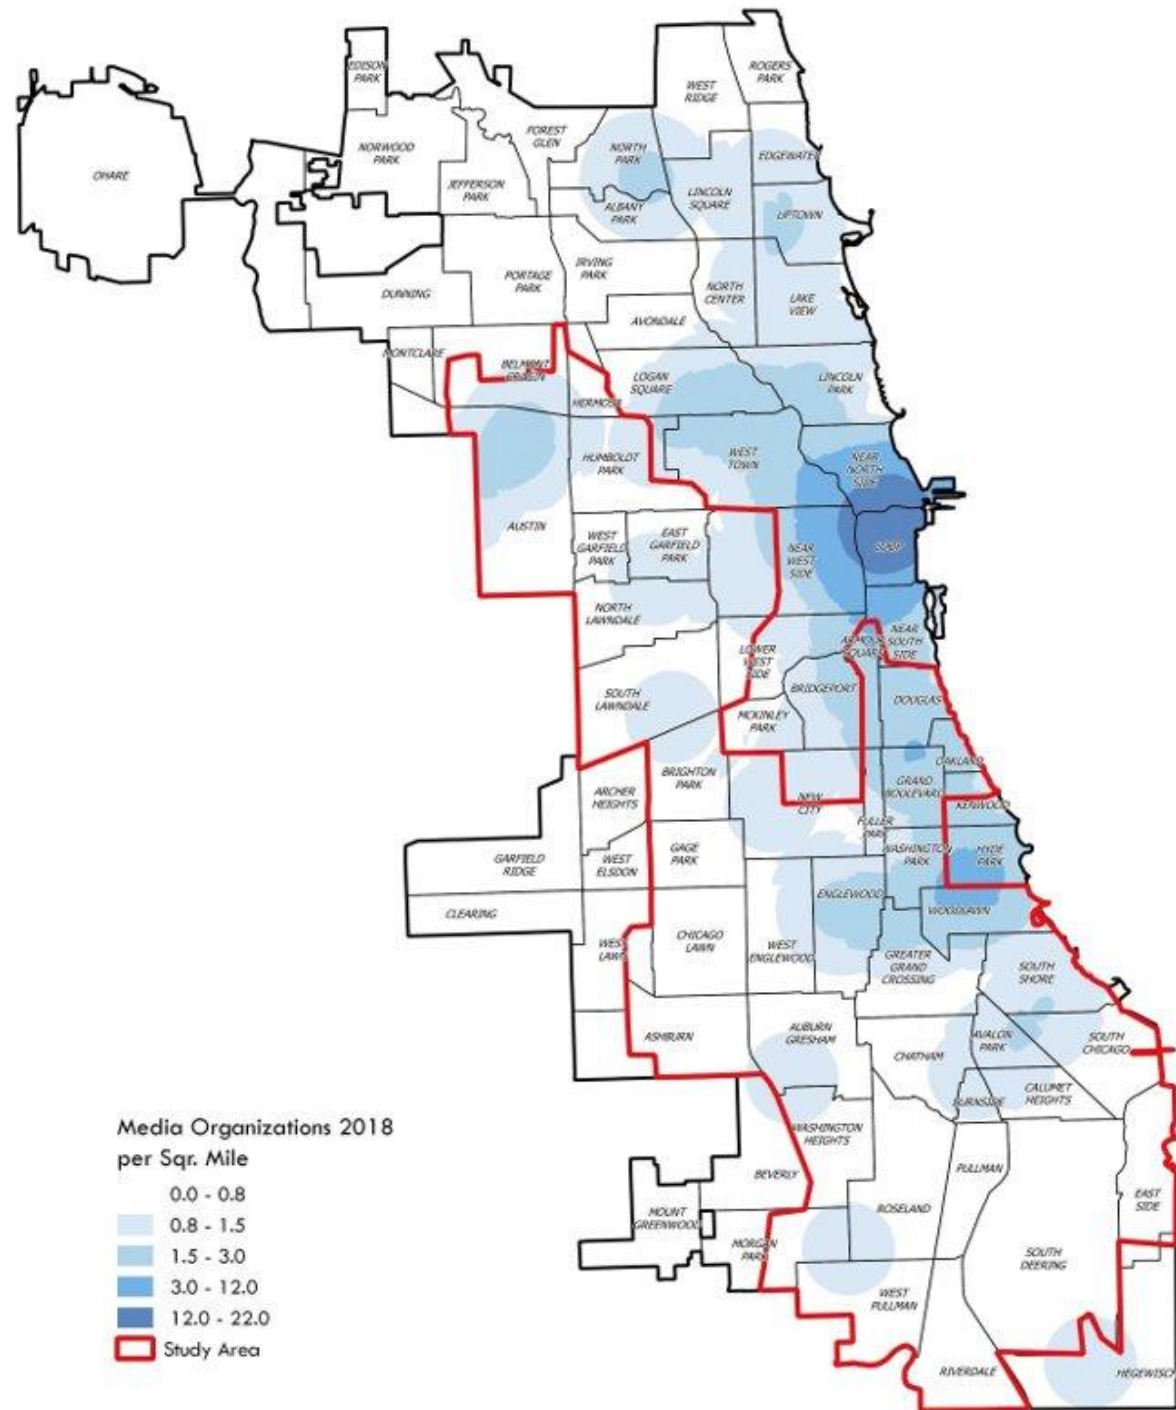 ROGERS
PARK
EDISON
PARK
WEST
RIDGE
FOREST
GLEN
NORWOOD
PARK
NORTH
PARK
EDGEWATER
OHARE
JEFFERSON
PARK
LINCOLN
SQUARE
ALBANY
PARK
UPTOWN
IRVING
PARK
PORTAGE
PARK
DUNNING
NORTH
CENTER
LAKE
VIEW
AVONDALE
MONTCLARE
BELMONT
CRAGIN
LOGAN
SQUARE
LINCOLN
PARK
HERMOSA
HUMBOLDT
PARK
WEST
TOWN
NEAR
NORTH
SIDE
AUSTIN
WEST
GARFIELD
PARK
EAST
GARFIELD
PARK
NEAR
WEST
SIDE
LOOP
NORTH
LAWNDALE
LOWER
WEST
SIDE
ARMOUR
SQUARE
NEAR
SOUTH
SIDE
SOUTH
LAWNDALE
BRIDGEPORT
DOUGLAS
MCKINLEY
PARK
OAKLAND
BRIGHTON
PARK
ARCHER
HEIGHTS
GRAND
BOULEVARD
NEW
CITY
KENWOOD
FULLER
PARK
WASHINGTON
PARK
HYDE
PARK
GAGE
PARK
GARFIELD
RIDGE
WEST
ELSDON
ENGLEWOOD
WOODLAWN
CLEARING
CHICAGO
LAWN
WEST
LAWN
WEST
ENGLEWOOD
GREATER
GRAND
CROSSING
SOUTH
SHORE
ASHBURN
AUBURN
GRESHAM
AVALON
PARK
SOUTH
CHICAGO
CHATHAM
CALUMET
HEIGHTS
BURNSIDE
WASHINGTON
HEIGHTS
BEVERLY
PULLMAN
EAST
SIDE
MOUNT
GREENWOOD
ROSELAND
MORGAN
PARK
SOUTH
DEERING
WEST
PULLMAN
RIVERDALE
HEGEWISCH
Media Organizations 2018
per Sqr. Mile
0.0 - 0.8
0.8 - 1.5
1.5 - 3.0
3.0 - 12.0
12.0 - 22.0
Study Area